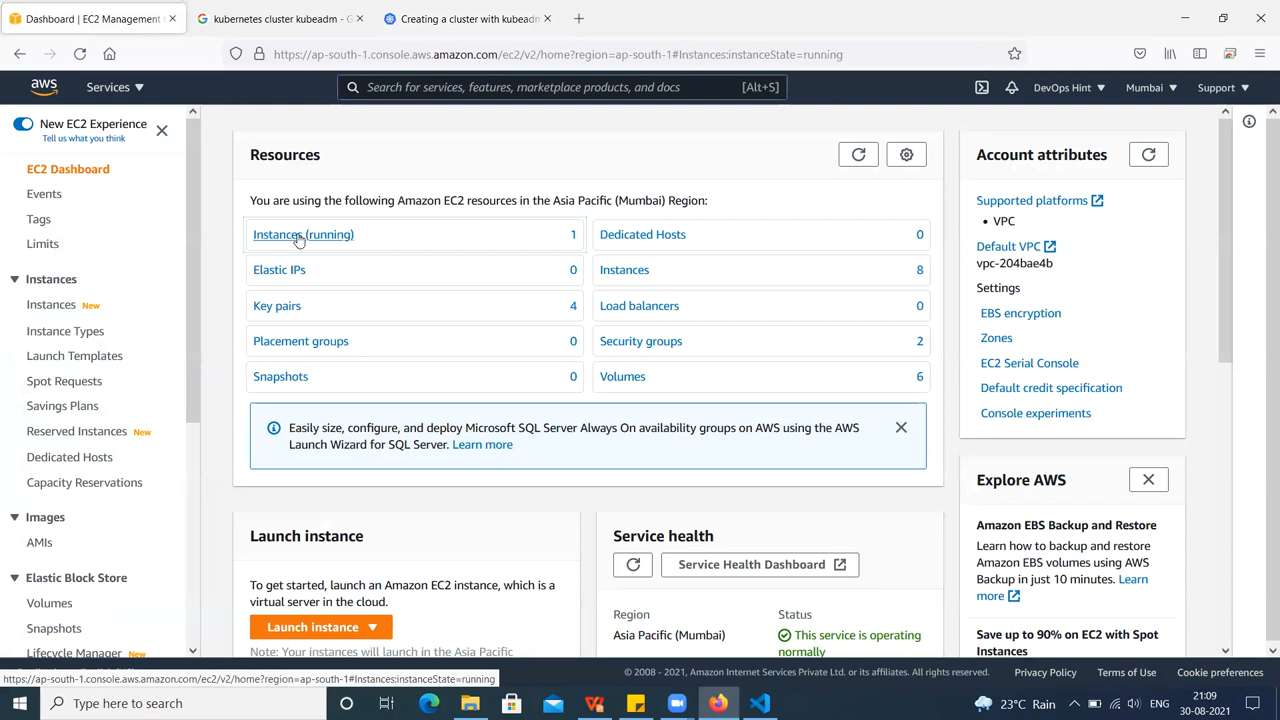 Dashboard | EC2 Management
kubernetes cluster kubeadm - G
Creating a cluster with kubeadm
https://ap-south-1.console.aws.amazon.com/ec2/v2/home?region=ap-south-1#Instances:instanceState=running
aws
Services
Search for services, features, marketplace products, and docs
[Alt+S]
DevOps Hint
Mumbai
Support
New EC2 Experience
Tell us what you think
EC2 Dashboard
Events
Tags
Limits
Instances
Instances New
Instance Types
Launch Templates
Spot Requests
Savings Plans
Reserved Instances New
Dedicated Hosts
Capacity Reservations
Images
AMIs
Elastic Block Store
Volumes
Snapshots
Lifecycle Manager New
Resources
You are using the following Amazon EC2 resources in the Asia Pacific (Mumbai) Region:
Instances (running) 1
Dedicated Hosts 0
Elastic IPs 0
Instances 8
Key pairs 4
Load balancers 0
Placement groups 0
Security groups 2
Snapshots 0
Volumes 6
Easily size, configure, and deploy Microsoft SQL Server Always On availability groups on AWS using the AWS
Launch Wizard for SQL Server. Learn more
Launch instance
To get started, launch an Amazon EC2 instance, which is a
virtual server in the cloud.
Launch instance
Note: Your instances will launch in the Asia Pacific
Service health
Service Health Dashboard
Region
Asia Pacific (Mumbai)
Status
This service is operating
normally
Account attributes
Supported platforms
• VPC
Default VPC
vpc-204bae4b
Settings
EBS encryption
Zones
EC2 Serial Console
Default credit specification
Console experiments
Explore AWS
Amazon EBS Backup and Restore
Learn how to backup and restore
Amazon EBS volumes using AWS
Backup in just 10 minutes. Learn
more
Save up to 90% on EC2 with Spot
Instances
https://ap-south-1.console.aws.amazon.com/ec2/v2/home?region=ap-south-1#Instances:instanceState=running
© 2008 - 2021, Amazon Internet Services Private Ltd. or its affiliates. All rights reserved.
Privacy Policy
Terms of Use
Cookie preferences
Type here to search
23°C Rain
ENG
21:09
30-08-2021